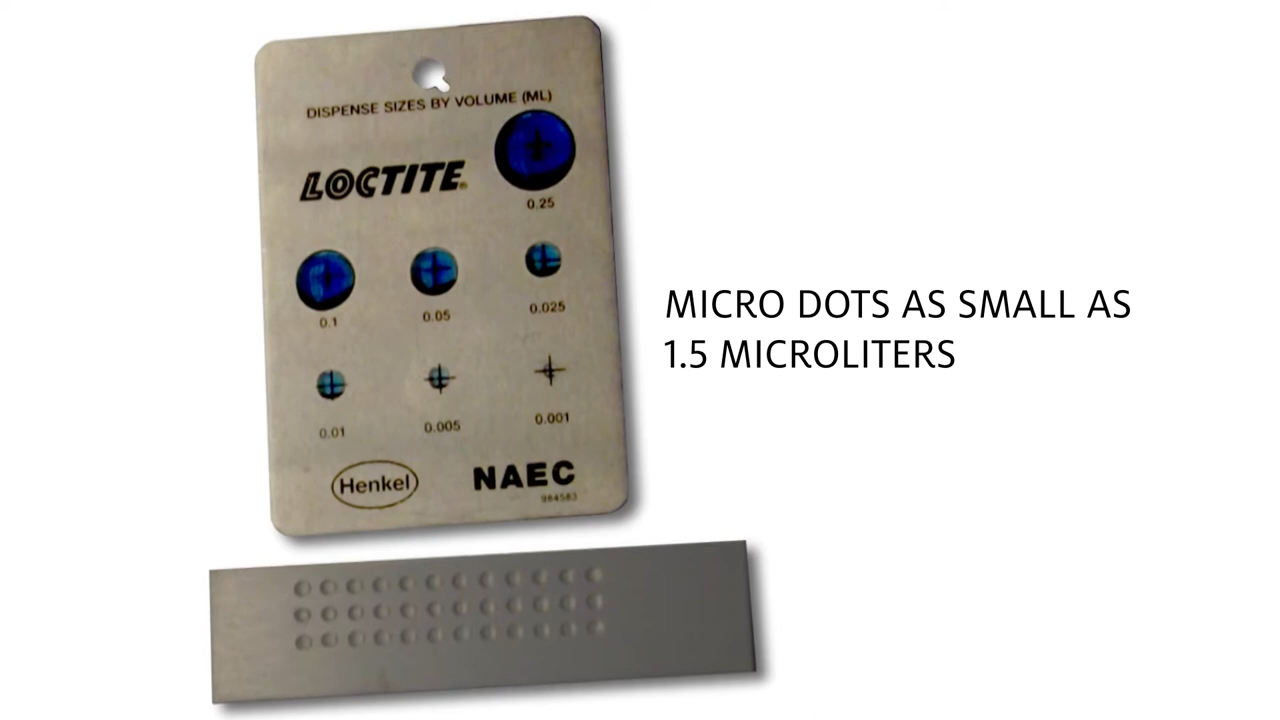 DISPENSE SIZES BY VOLUME (ML)
LOCTITE®
0.25
0.1 0.05 0.025
MICRO DOTS AS SMALL AS
1.5 MICROLITERS
0.01 0.005 0.001
Henkel NAEC
984583